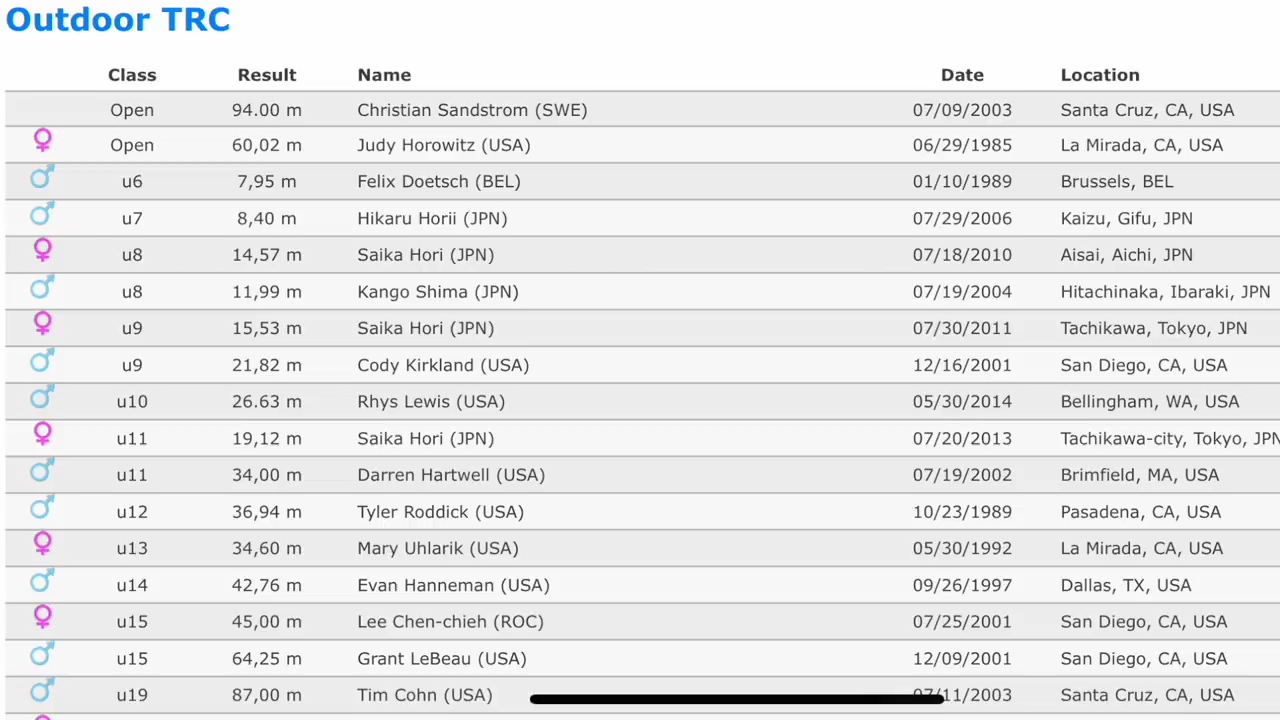 Outdoor TRC
Class Result Name Date Location
Open 94.00 m Christian Sandstrom (SWE) 07/09/2003 Santa Cruz, CA, USA
Open 60,02 m Judy Horowitz (USA) 06/29/1985 La Mirada, CA, USA
u6 7,95 m Felix Doetsch (BEL) 01/10/1989 Brussels, BEL
u7 8,40 m Hikaru Horii (JPN) 07/29/2006 Kaizu, Gifu, JPN
u8 14,57 m Saika Hori (JPN) 07/18/2010 Aisai, Aichi, JPN
u8 11,99 m Kango Shima (JPN) 07/19/2004 Hitachinaka, Ibaraki, JPN
u9 15,53 m Saika Hori (JPN) 07/30/2011 Tachikawa, Tokyo, JPN
u9 21,82 m Cody Kirkland (USA) 12/16/2001 San Diego, CA, USA
u10 26.63 m Rhys Lewis (USA) 05/30/2014 Bellingham, WA, USA
u11 19,12 m Saika Hori (JPN) 07/20/2013 Tachikawa-city, Tokyo, JPN
u11 34,00 m Darren Hartwell (USA) 07/19/2002 Brimfield, MA, USA
u12 36,94 m Tyler Roddick (USA) 10/23/1989 Pasadena, CA, USA
u13 34,60 m Mary Uhlarik (USA) 05/30/1992 La Mirada, CA, USA
u14 42,76 m Evan Hanneman (USA) 09/26/1997 Dallas, TX, USA
u15 45,00 m Lee Chen-chieh (ROC) 07/25/2001 San Diego, CA, USA
u15 64,25 m Grant LeBeau (USA) 12/09/2001 San Diego, CA, USA
u19 87,00 m Tim Cohn (USA) 07/11/2003 Santa Cruz, CA, USA